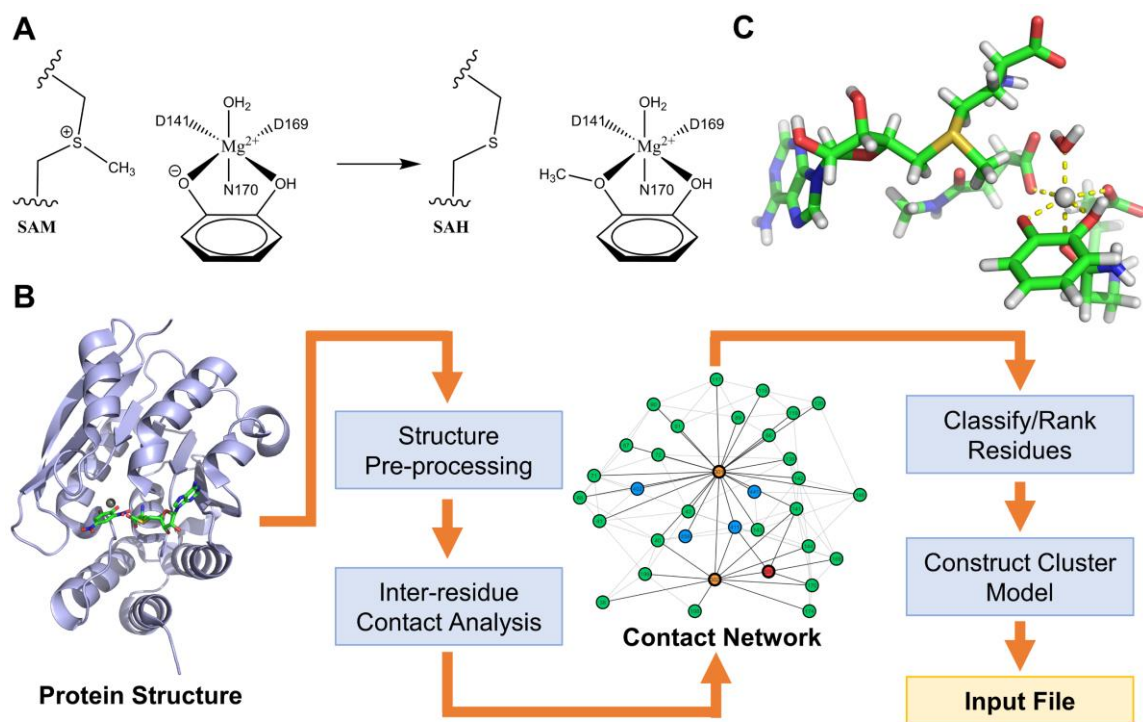 A
OH₂
D141
D169
S
⊕
CH₃
Mg²⁺
⊖
O
N170
OH
SAM
OH₂
D141
D169
S
Mg²⁺
H₃C
O
N170
OH
SAH
C
B
Structure
Pre-processing
Inter-residue
Contact Analysis
Protein Structure
Contact Network
Classify/Rank
Residues
Construct Cluster
Model
Input File